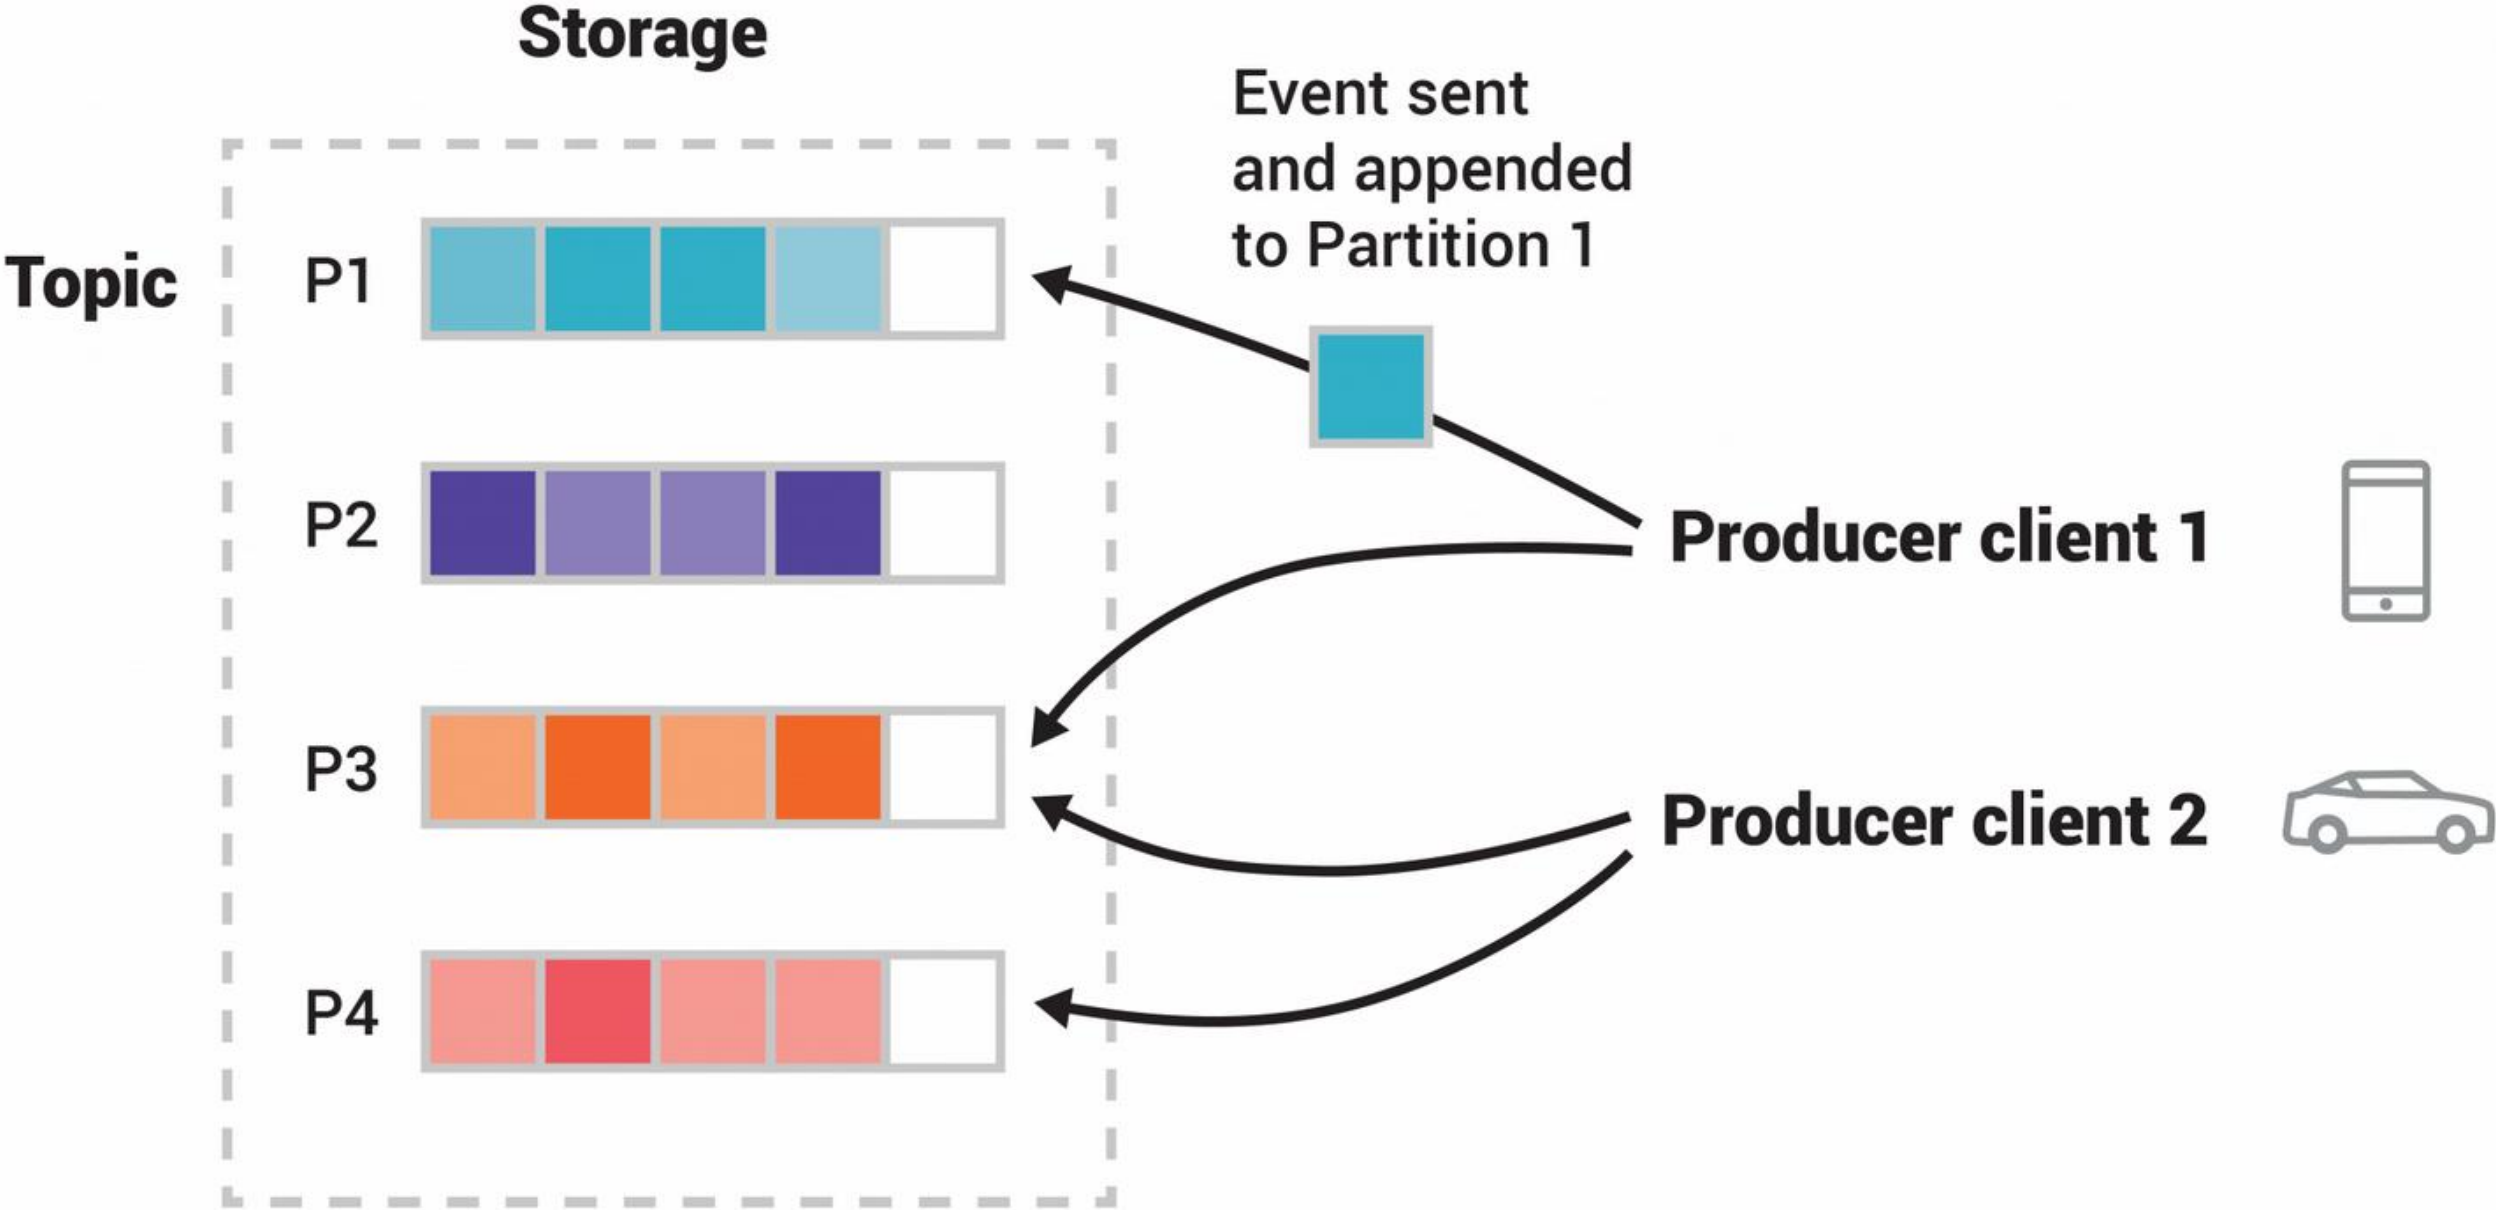 Storage
Event sent
and appended
to Partition 1
Topic
P1
P2
Producer client 1
P3
Producer client 2
P4